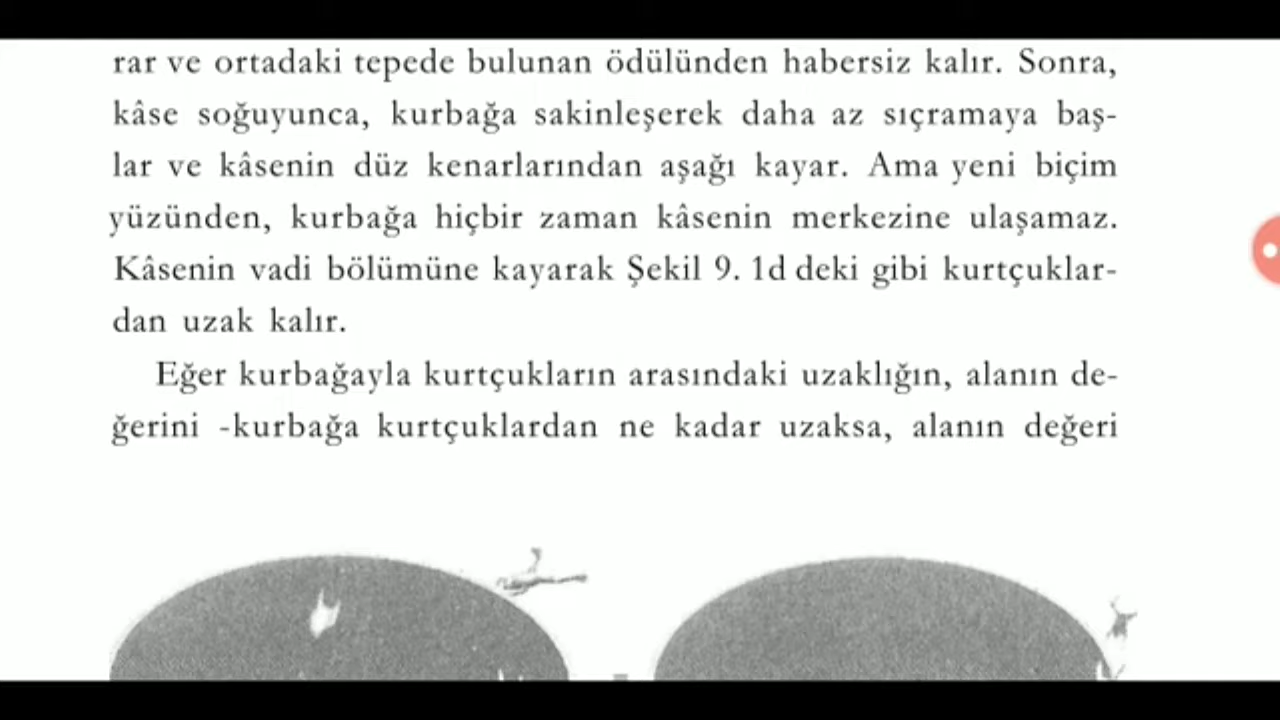 rar ve ortadaki tepede bulunan ödülünden habersiz kalır. Sonra,
kâse soğuyunca, kurbağa sakinleşerek daha az sıçramaya baş-
lar ve kâsenin düz kenarlarından aşağı kayar. Ama yeni biçim
yüzünden, kurbağa hiçbir zaman kâsenin merkezine ulaşamaz.
Kâsenin vadi bölümüne kayarak Şekil 9. 1d deki gibi kurtçuklar-
dan uzak kalır.
Eğer kurbağayla kurtçukların arasındaki uzaklığın, alanın de-
ğerini -kurbağa kurtçuklardan ne kadar uzaksa, alanın değeri